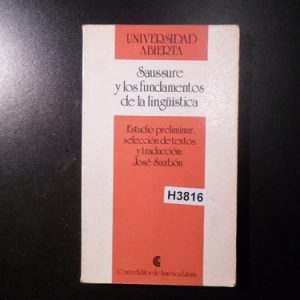 UNIVERSIDAD
ABIERTA
Saussure
y los fundamentos
de la lingüística
Estudio preliminar,
selección de textos
y traducción:
José Sazbón
H3816
Centro Editor de América Latina